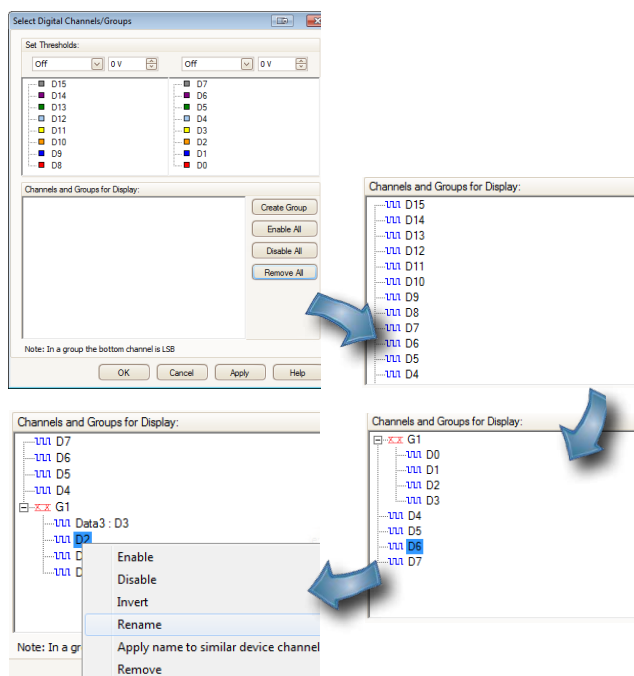 Select Digital Channels/Groups
Set Thresholds:
Off 0 V Off 0 V
D15
D14
D13
D12
D11
D10
D9
D8
D7
D6
D5
D4
D3
D2
D1
D0
Channels and Groups for Display:
Create Group
Enable All
Disable All
Remove All
Note: In a group the bottom channel is LSB
OK Cancel Apply Help
Channels and Groups for Display:
D15
D14
D13
D12
D11
D10
D9
D8
D7
D6
D5
D4
Channels and Groups for Display:
G1
D0
D1
D2
D3
D4
D5
D6
D7
Channels and Groups for Display:
D7
D6
D5
D4
G1
Data3 : D3
D2
D
D
Enable
Disable
Invert
Rename
Apply name to similar device channel
Remove
Note: In a gr